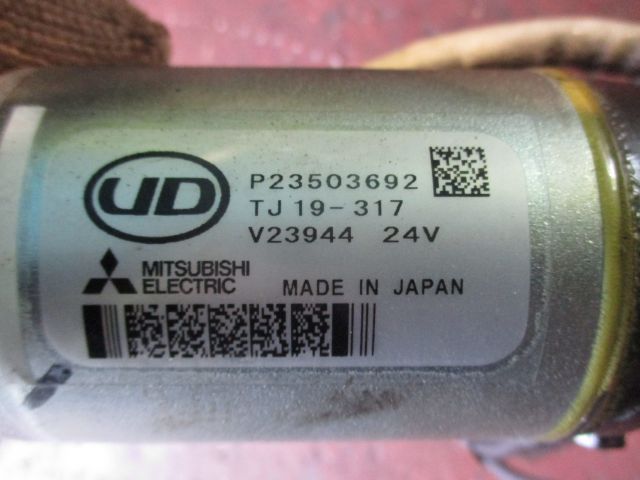 UD
P23503692
TJ 19-317
V23944 24V
MITSUBISHI
ELECTRIC
MADE IN JAPAN